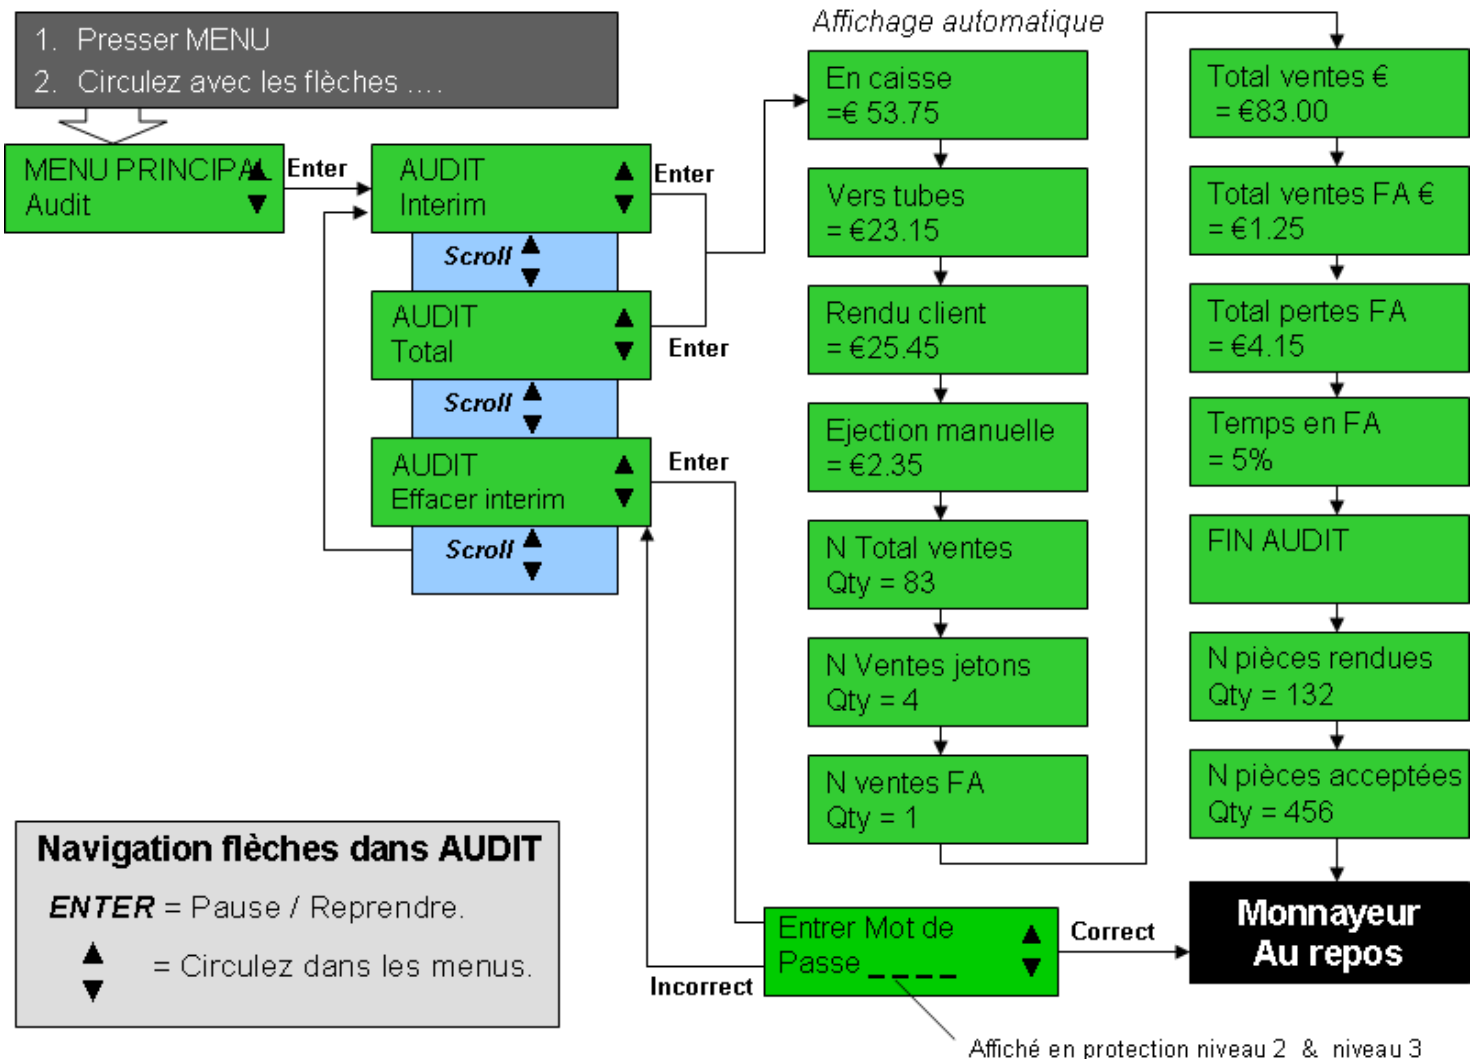 1. Presser MENU
2. Circulez avec les flèches ....
MENU PRINCIPAL
Audit
Enter
AUDIT
Interim
Enter
Scroll
AUDIT
Total
Enter
Scroll
AUDIT
Effacer interim
Enter
Scroll
Affichage automatique
En caisse
=€ 53.75
Vers tubes
= €23.15
Rendu client
= €25.45
Ejection manuelle
= €2.35
N Total ventes
Qty = 83
N Ventes jetons
Qty = 4
N ventes FA
Qty = 1
Total ventes €
= €83.00
Total ventes FA €
= €1.25
Total pertes FA
= €4.15
Temps en FA
= 5%
FIN AUDIT
N pièces rendues
Qty = 132
N pièces acceptées
Qty = 456
Monnayeur
Au repos
Entrer Mot de
Passe _ _ _ _
Correct
Incorrect
Affiché en protection niveau 2 & niveau 3
Navigation flèches dans AUDIT
ENTER = Pause / Reprendre.
= Circulez dans les menus.